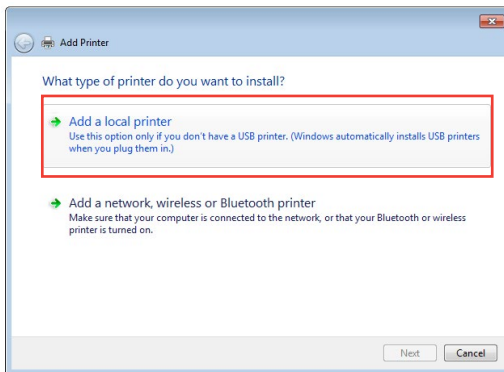 Add Printer
What type of printer do you want to install?
Add a local printer
Use this option only if you don't have a USB printer. (Windows automatically installs USB printers
when you plug them in.)
Add a network, wireless or Bluetooth printer
Make sure that your computer is connected to the network, or that your Bluetooth or wireless
printer is turned on.
Next
Cancel